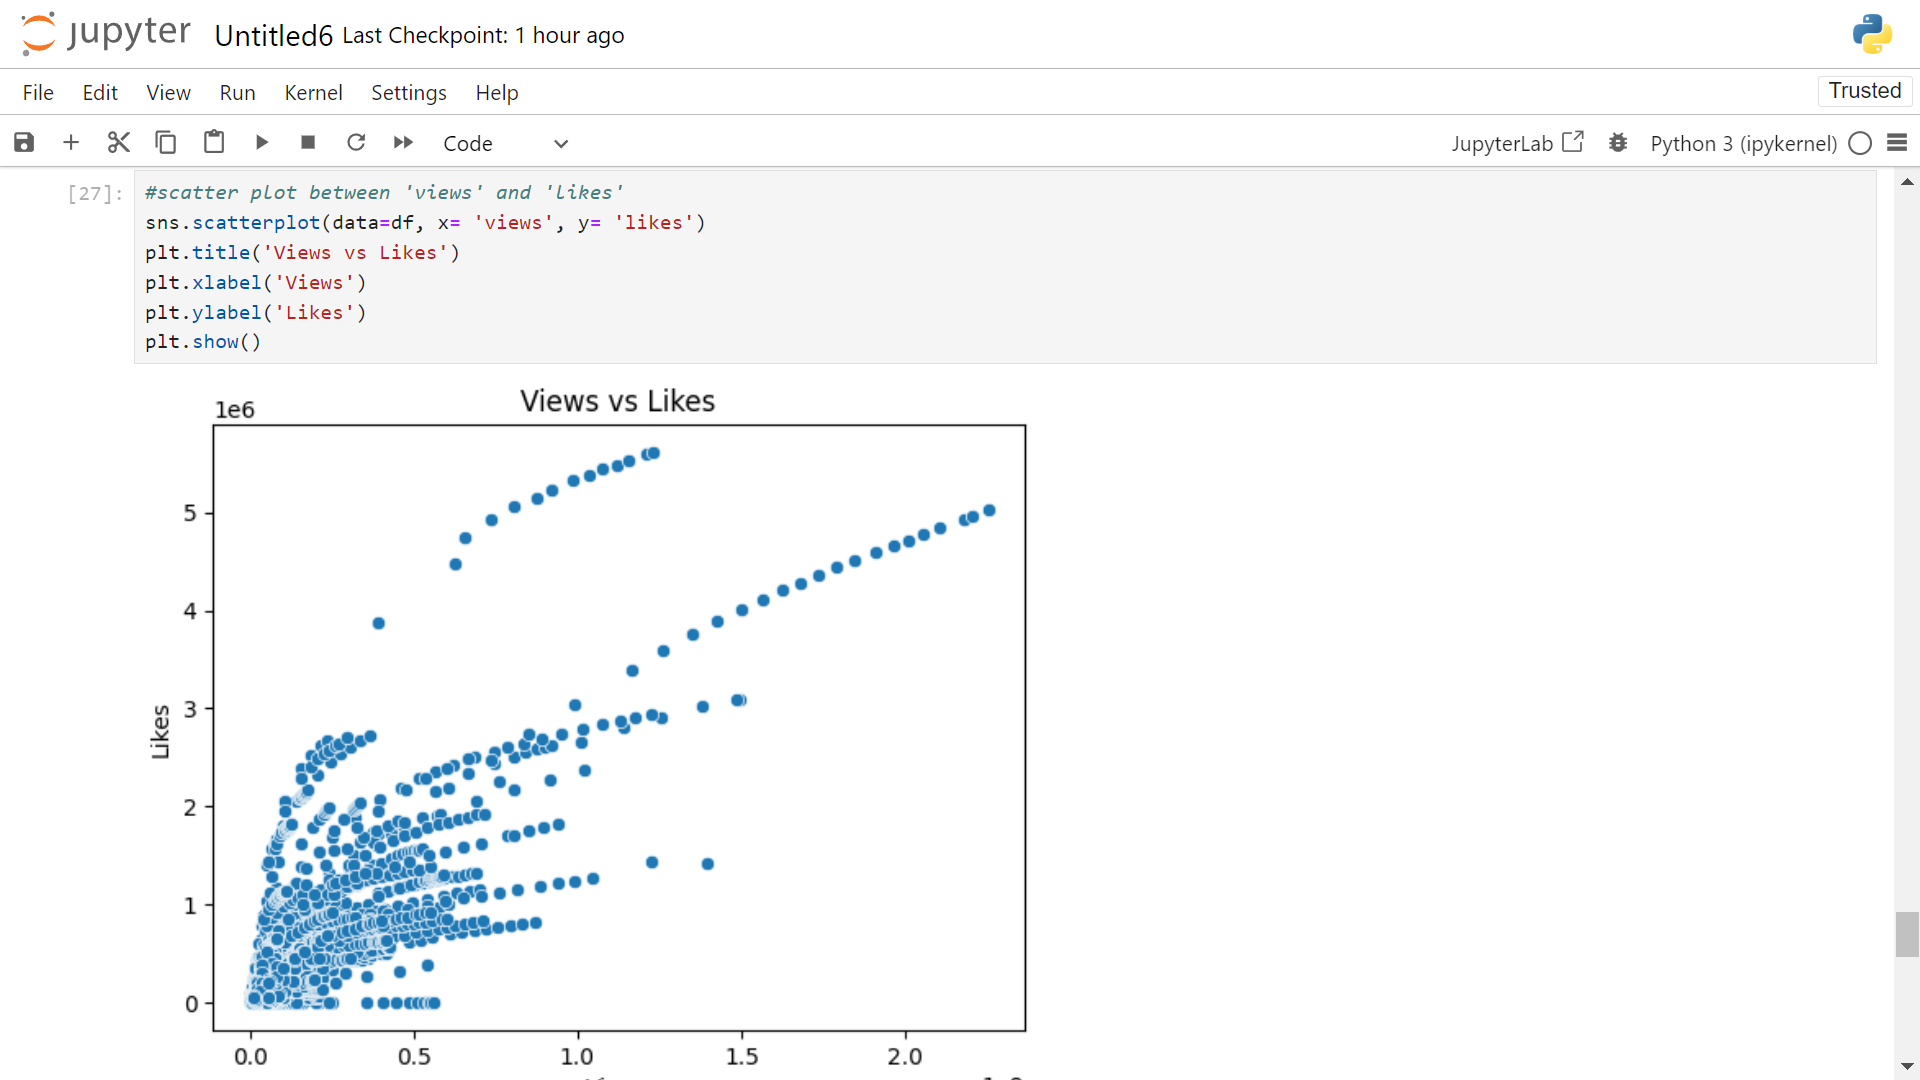 jupyter Untitled6 Last Checkpoint: 1 hour ago
File Edit View Run Kernel Settings Help Trusted
Code JupyterLab Python 3 (ipykernel)
[27]: #scatter plot between 'views' and 'likes'
sns.scatterplot(data=df, x= 'views', y= 'likes')
plt.title('Views vs Likes')
plt.xlabel('Views')
plt.ylabel('Likes')
plt.show()
Views vs Likes
1e6
5
4
3
2
1
0
Likes
0.0 0.5 1.0 1.5 2.0